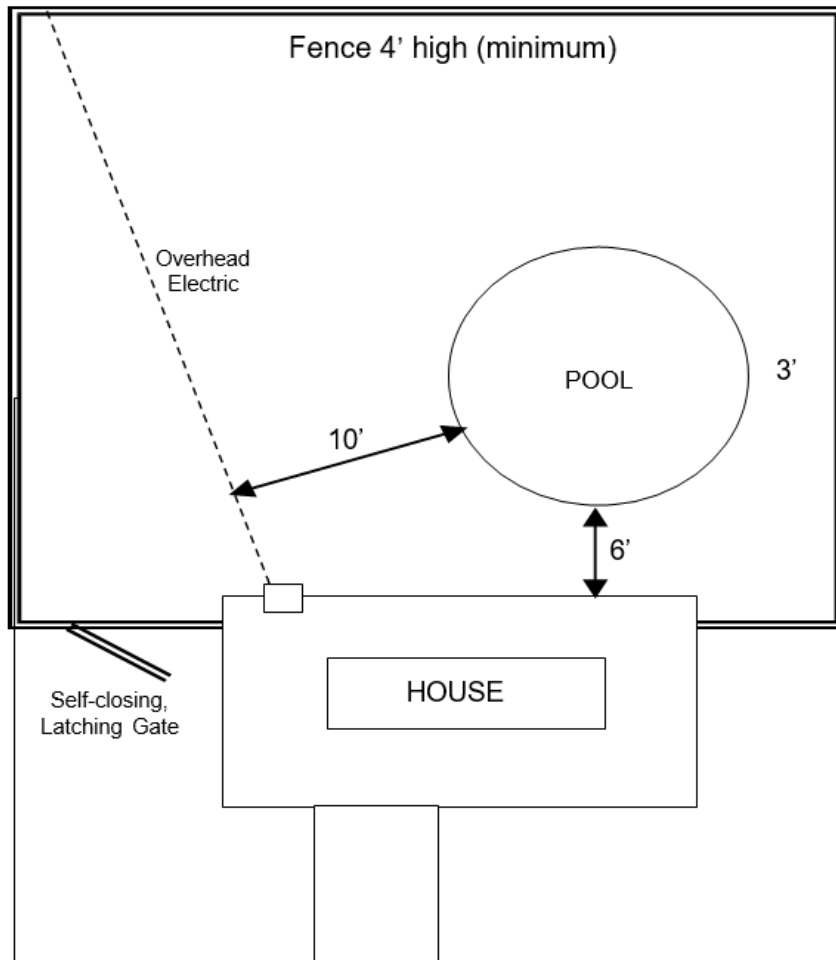 Fence 4’ high (minimum)
Overhead
Electric
POOL
3’
10’
6’
HOUSE
Self-closing,
Latching Gate